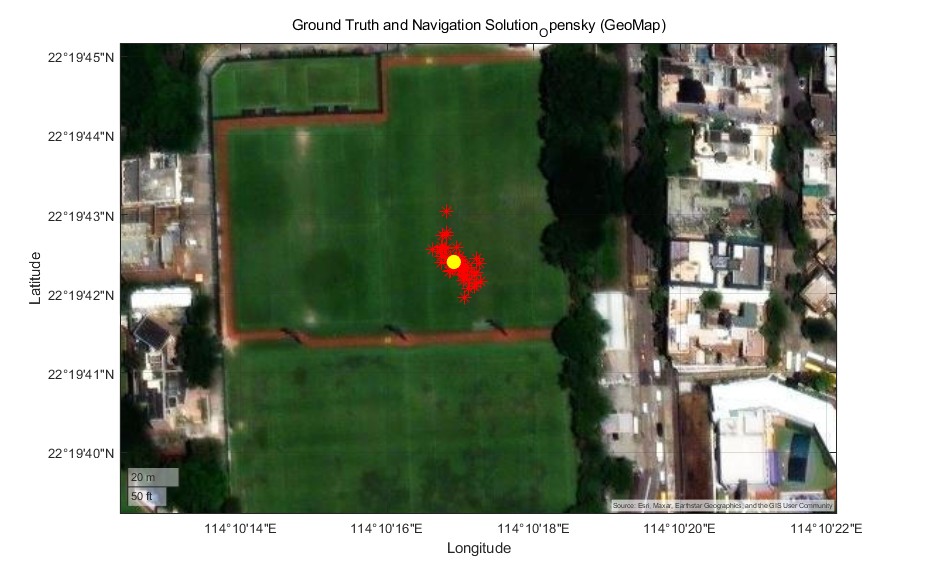 Ground Truth and Navigation Solution_Opensky (GeoMap)
22°19'45"N
22°19'44"N
22°19'43"N
22°19'42"N
22°19'41"N
22°19'40"N
Latitude
20 m
50 ft
Source: Esri, Maxar, Earthstar Geographics, and the GIS User Community
114°10'14"E 114°10'16"E 114°10'18"E 114°10'20"E 114°10'22"E
Longitude